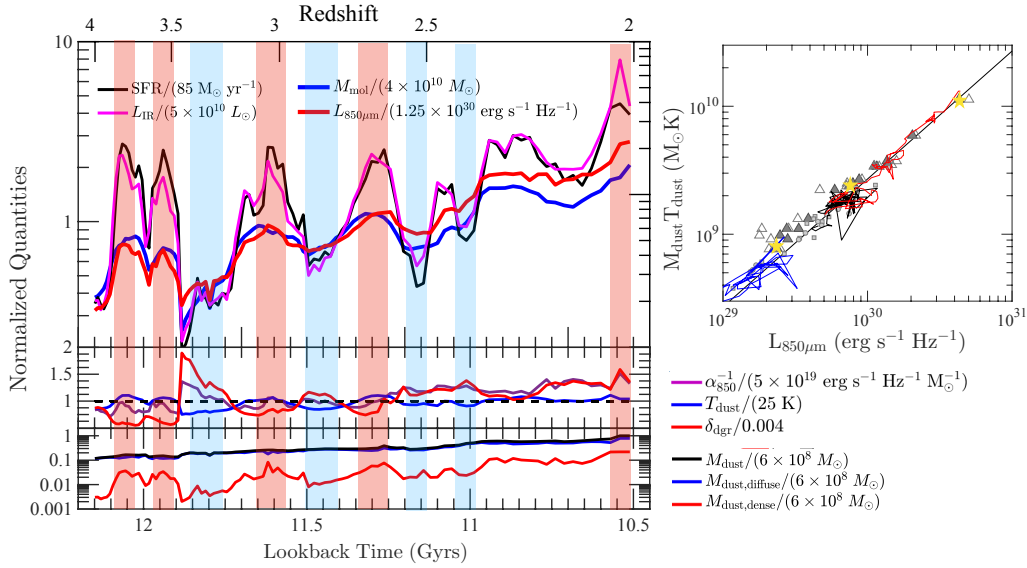 Redshift
4 3.5 3 2.5 2
10
1
2
1.5
1
1
0.1
0.01
0.001
Normalized Quantities
SFR/(85 M⊙ yr⁻¹)
L_IR/(5 × 10¹⁰ L⊙)
M_mol/(4 × 10¹⁰ M⊙)
L_850μm/(1.25 × 10³⁰ erg s⁻¹ Hz⁻¹)
12 11.5 11 10.5
Lookback Time (Gyrs)
M_dust T_dust (M⊙K)
10¹⁰
10⁹
10²⁹ 10³⁰ 10³¹
L_850μm (erg s⁻¹ Hz⁻¹)
α₈₅₀⁻¹/(5 × 10¹⁹ erg s⁻¹ Hz⁻¹ M⊙⁻¹)
T_dust/(25 K)
δ_dgr/0.004
M_dust/(6 × 10⁸ M⊙)
M_dust,diffuse/(6 × 10⁸ M⊙)
M_dust,dense/(6 × 10⁸ M⊙)